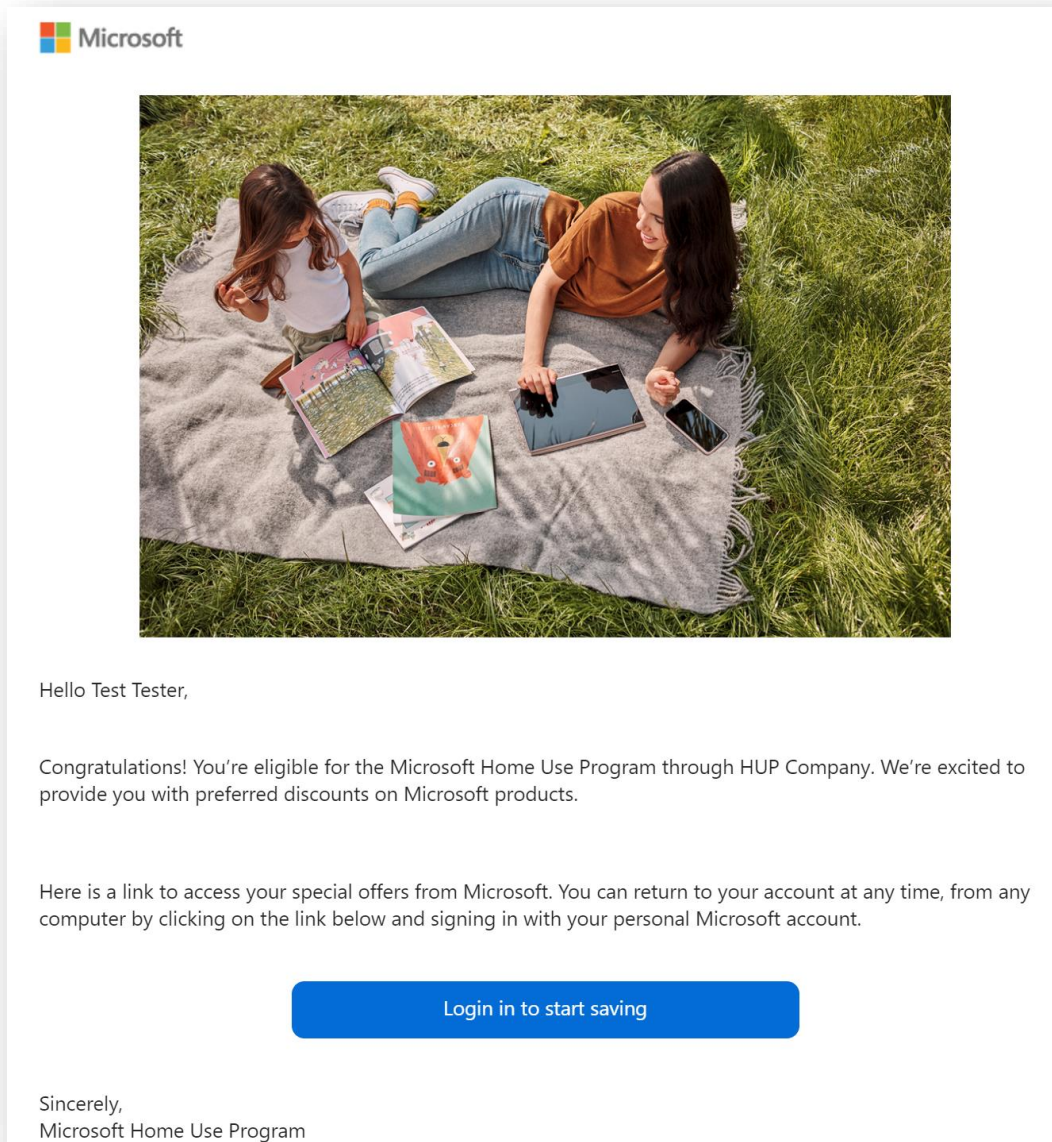 Microsoft
Hello Test Tester,
Congratulations! You’re eligible for the Microsoft Home Use Program through HUP Company. We’re excited to
provide you with preferred discounts on Microsoft products.
Here is a link to access your special offers from Microsoft. You can return to your account at any time, from any
computer by clicking on the link below and signing in with your personal Microsoft account.
Login in to start saving
Sincerely,
Microsoft Home Use Program